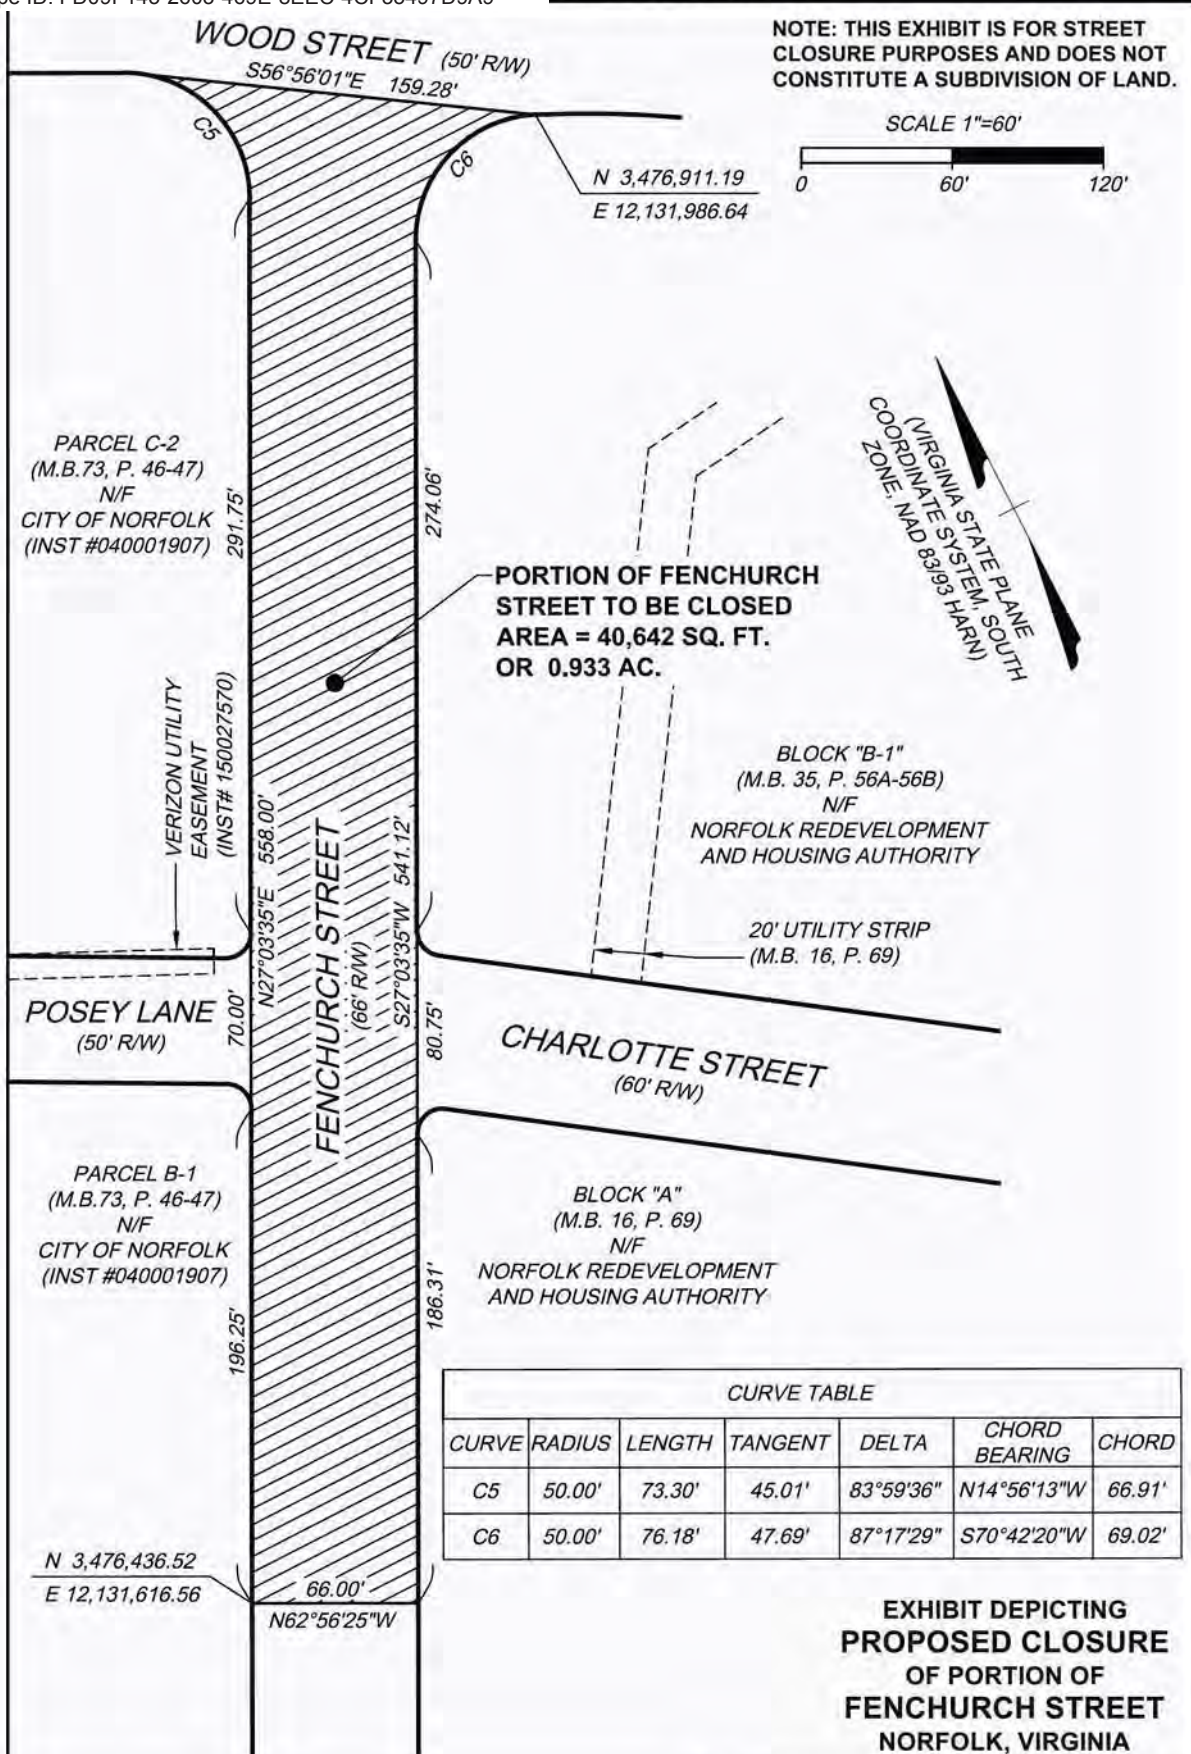 WOOD STREET (50' R/W)
S56°56'01"E 159.28'
NOTE: THIS EXHIBIT IS FOR STREET
CLOSURE PURPOSES AND DOES NOT
CONSTITUTE A SUBDIVISION OF LAND.
SCALE 1"=60'
0 60' 120'
C5
C6
N 3,476,911.19
E 12,131,986.64
(VIRGINIA STATE PLANE
COORDINATE SYSTEM, SOUTH
ZONE, NAD 83/93 HARN)
PARCEL C-2
(M.B.73, P. 46-47)
N/F
CITY OF NORFOLK
(INST #040001907)
291.75'
274.06'
PORTION OF FENCHURCH
STREET TO BE CLOSED
AREA = 40,642 SQ. FT.
OR 0.933 AC.
VERIZON UTILITY
EASEMENT
(INST# 150027570)
BLOCK "B-1"
(M.B. 35, P. 56A-56B)
N/F
NORFOLK REDEVELOPMENT
AND HOUSING AUTHORITY
N27°03'35"E 558.00'
FENCHURCH STREET
(66' R/W)
S27°03'35"W 541.12'
20' UTILITY STRIP
(M.B. 16, P. 69)
POSEY LANE
(50' R/W)
70.00'
80.75'
CHARLOTTE STREET
(60' R/W)
PARCEL B-1
(M.B.73, P. 46-47)
N/F
CITY OF NORFOLK
(INST #040001907)
BLOCK "A"
(M.B. 16, P. 69)
N/F
NORFOLK REDEVELOPMENT
AND HOUSING AUTHORITY
196.25'
186.31'
CURVE TABLE
CURVE RADIUS LENGTH TANGENT DELTA CHORD BEARING CHORD
C5 50.00' 73.30' 45.01' 83°59'36" N14°56'13"W 66.91'
C6 50.00' 76.18' 47.69' 87°17'29" S70°42'20"W 69.02'
N 3,476,436.52
E 12,131,616.56
66.00'
N62°56'25"W
EXHIBIT DEPICTING
PROPOSED CLOSURE
OF PORTION OF
FENCHURCH STREET
NORFOLK, VIRGINIA